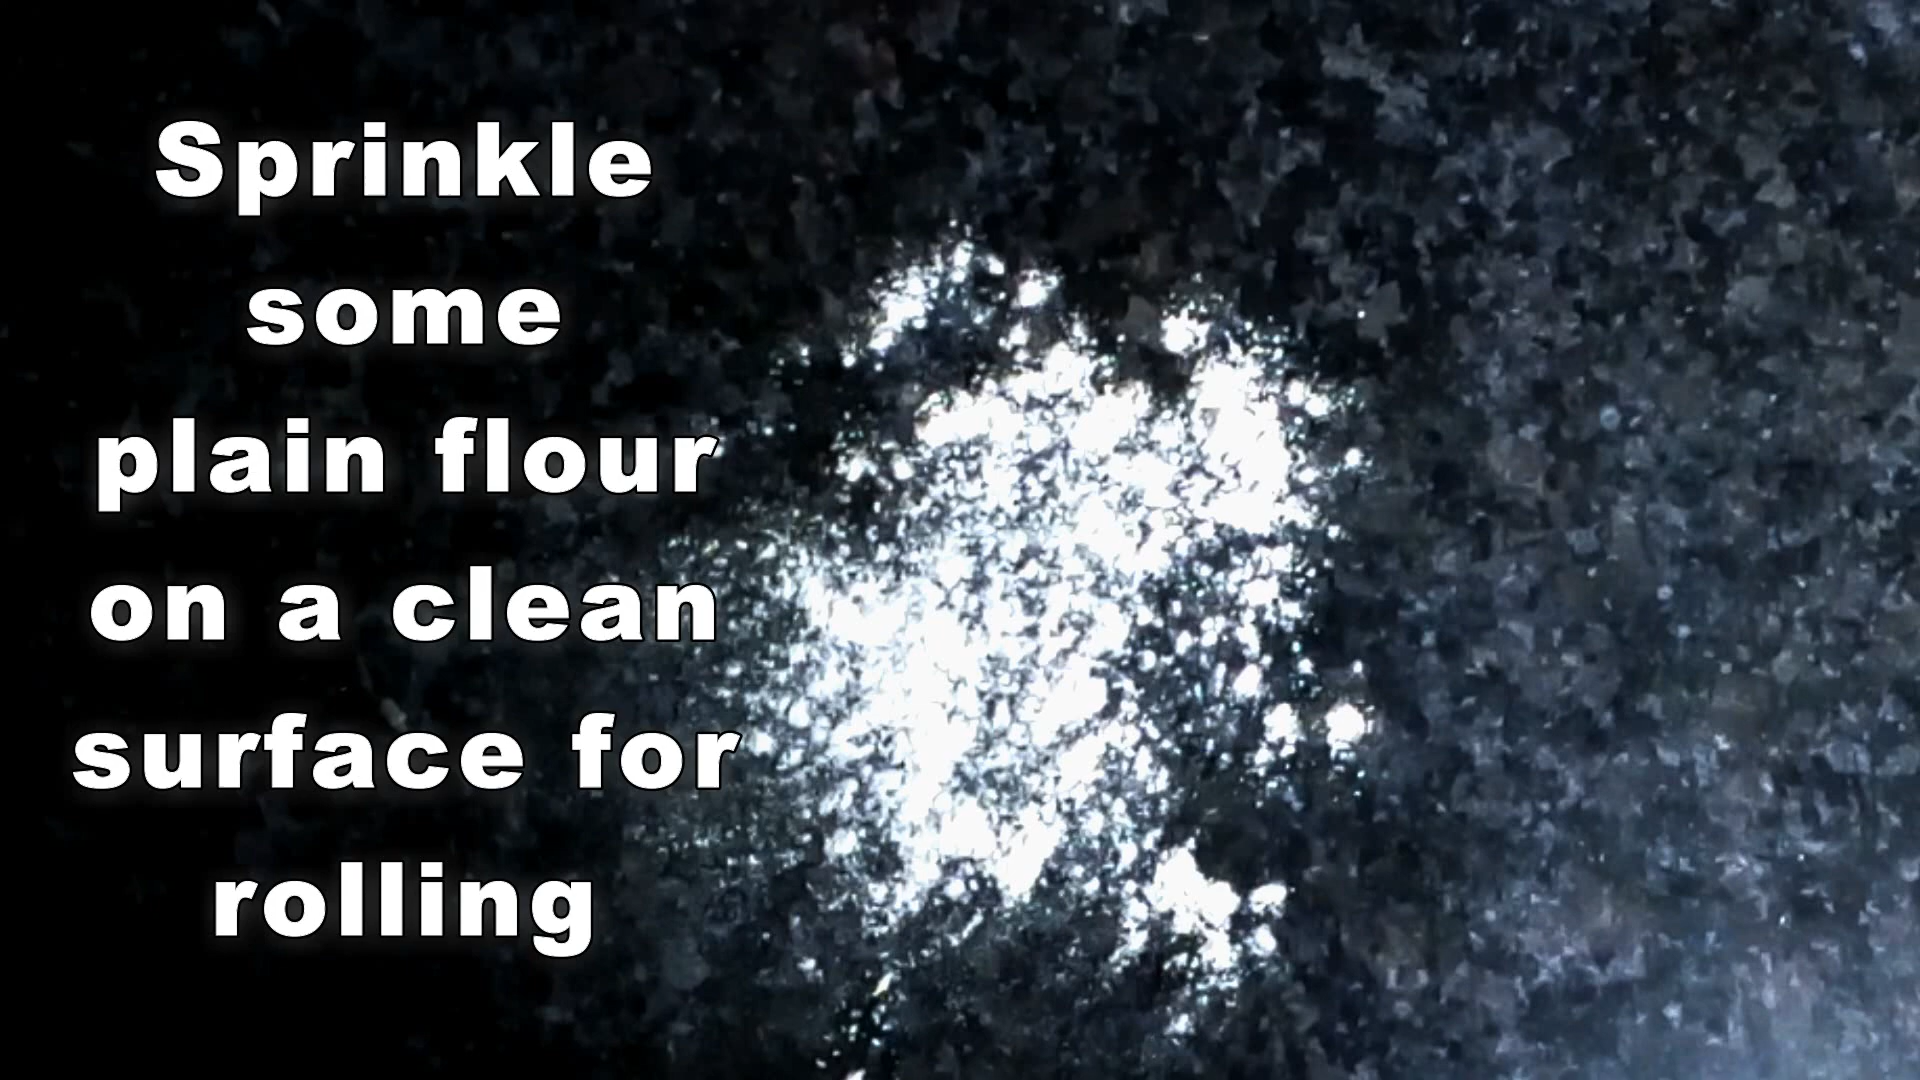 Sprinkle
some
plain flour
on a clean
surface for
rolling